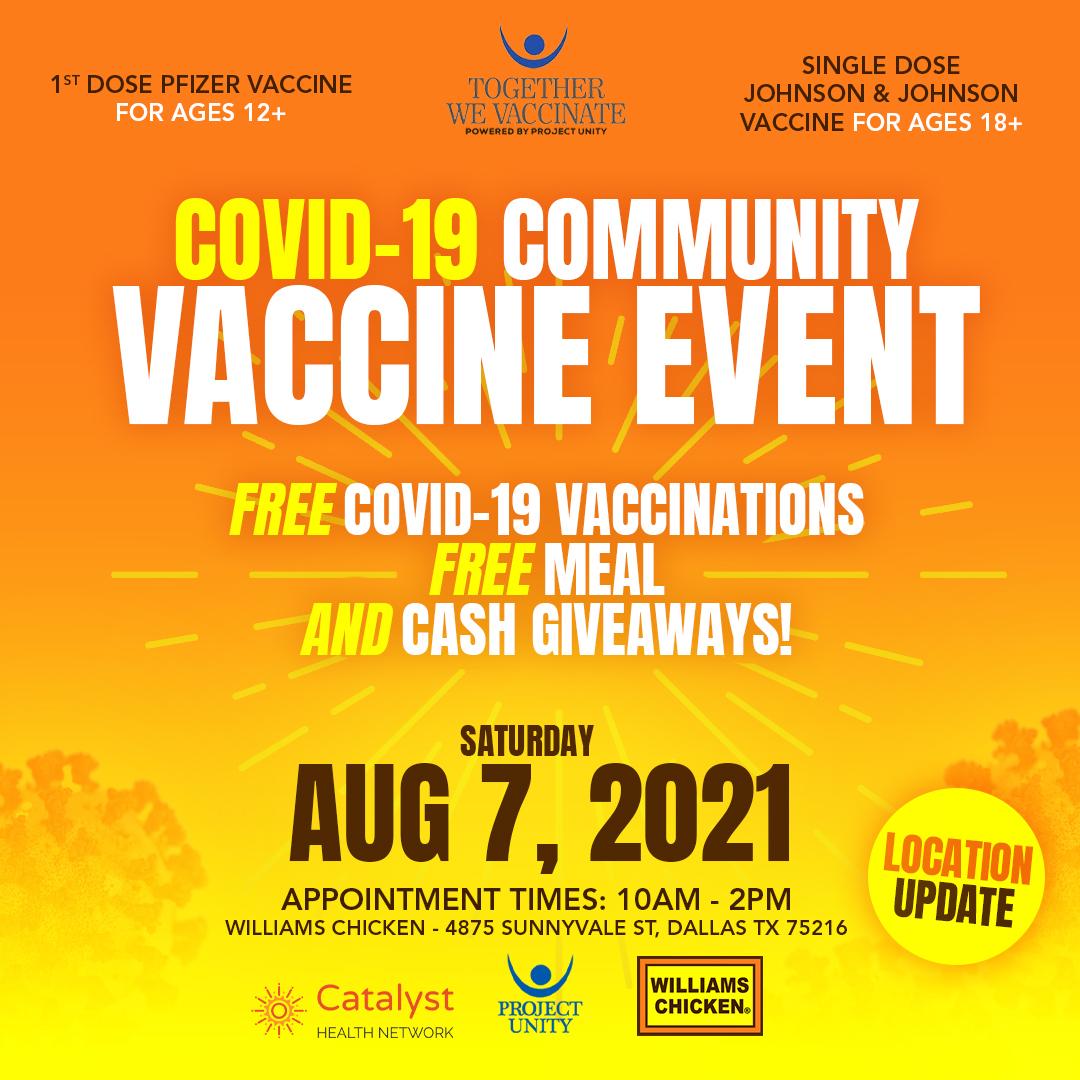 1ST DOSE PFIZER VACCINE
FOR AGES 12+
TOGETHER
WE VACCINATE
POWERED BY PROJECT UNITY
SINGLE DOSE
JOHNSON & JOHNSON
VACCINE FOR AGES 18+
COVID-19 COMMUNITY
VACCINE EVENT
FREE COVID-19 VACCINATIONS
FREE MEAL
AND CASH GIVEAWAYS!
SATURDAY
AUG 7, 2021
LOCATION
UPDATE
APPOINTMENT TIMES: 10AM - 2PM
WILLIAMS CHICKEN - 4875 SUNNYVALE ST, DALLAS TX 75216
Catalyst
HEALTH NETWORK
PROJECT
UNITY
WILLIAMS
CHICKEN®